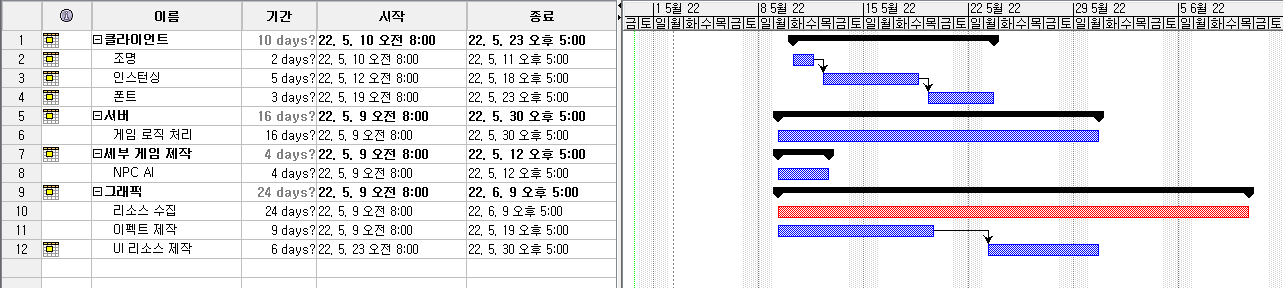 이름 기간 시작 종료
1 5월 22 8 5월 22 15 5월 22 22 5월 22 29 5월 22 5 6월 22
금 토 일 월 화 수 목 금 토 일 월 화 수 목 금 토 일 월 화 수 목 금 토 일 월 화 수 목 금 토 일 월 화 수 목 금 토 일 월 화 수 목 금 토
1 클라이언트 10 days? 22. 5. 10 오전 8:00 22. 5. 23 오후 5:00
2 조명 2 days? 22. 5. 10 오전 8:00 22. 5. 11 오후 5:00
3 인스턴싱 5 days? 22. 5. 12 오전 8:00 22. 5. 18 오후 5:00
4 폰트 3 days? 22. 5. 19 오전 8:00 22. 5. 23 오후 5:00
5 서버 16 days? 22. 5. 9 오전 8:00 22. 5. 30 오후 5:00
6 게임 로직 처리 16 days? 22. 5. 9 오전 8:00 22. 5. 30 오후 5:00
7 세부 게임 제작 4 days? 22. 5. 9 오전 8:00 22. 5. 12 오후 5:00
8 NPC AI 4 days? 22. 5. 9 오전 8:00 22. 5. 12 오후 5:00
9 그래픽 24 days? 22. 5. 9 오전 8:00 22. 6. 9 오후 5:00
10 리소스 수집 24 days? 22. 5. 9 오전 8:00 22. 6. 9 오후 5:00
11 이펙트 제작 9 days? 22. 5. 9 오전 8:00 22. 5. 19 오후 5:00
12 UI 리소스 제작 6 days? 22. 5. 23 오전 8:00 22. 5. 30 오후 5:00